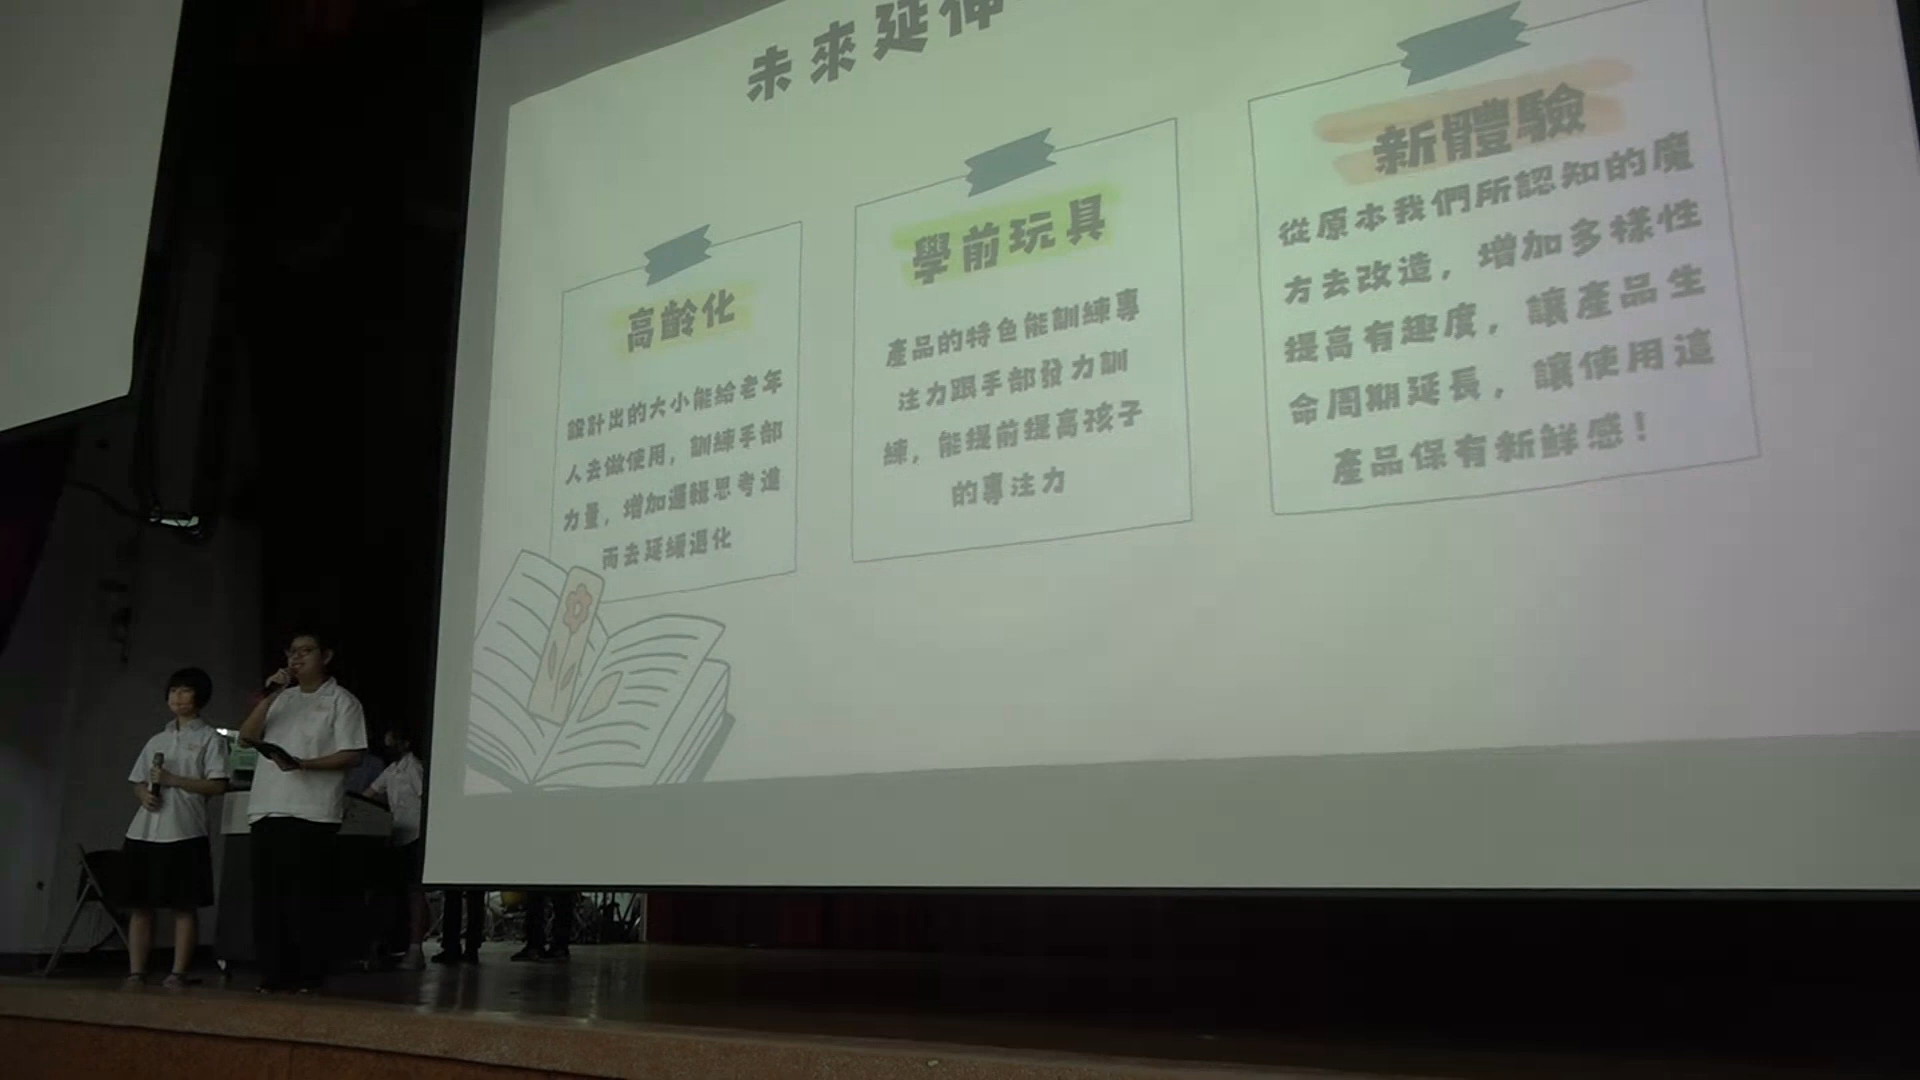 未來延伸
高齡化
設計出的大小能給老年
人去做使用，訓練手部
力量，增加邏輯思考進
而去延緩退化
學前玩具
產品的特色能訓練專
注力跟手部發力訓
練，能提前提高孩子
的專注力
新體驗
從原本我們所認知的魔
方去改造，增加多樣性
提高有趣度，讓產品生
命周期延長，讓使用這
產品保有新鮮感！